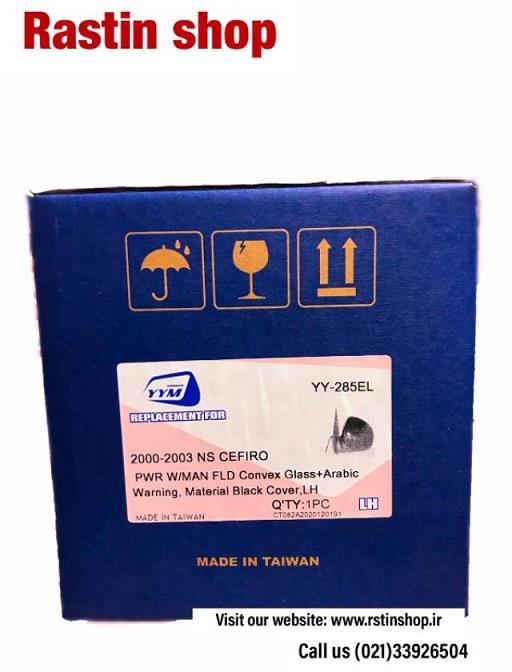 Rastin shop
YYM
YY-285EL
REPLACEMENT FOR
2000-2003 NS CEFIRO
PWR W/MAN FLD Convex Glass+Arabic
Warning, Material Black Cover,LH
Q'TY:1PC
LH
MADE IN TAIWAN
CT082A2020120191
MADE IN TAIWAN
Visit our website: www.rstinshop.ir
Call us (021)33926504